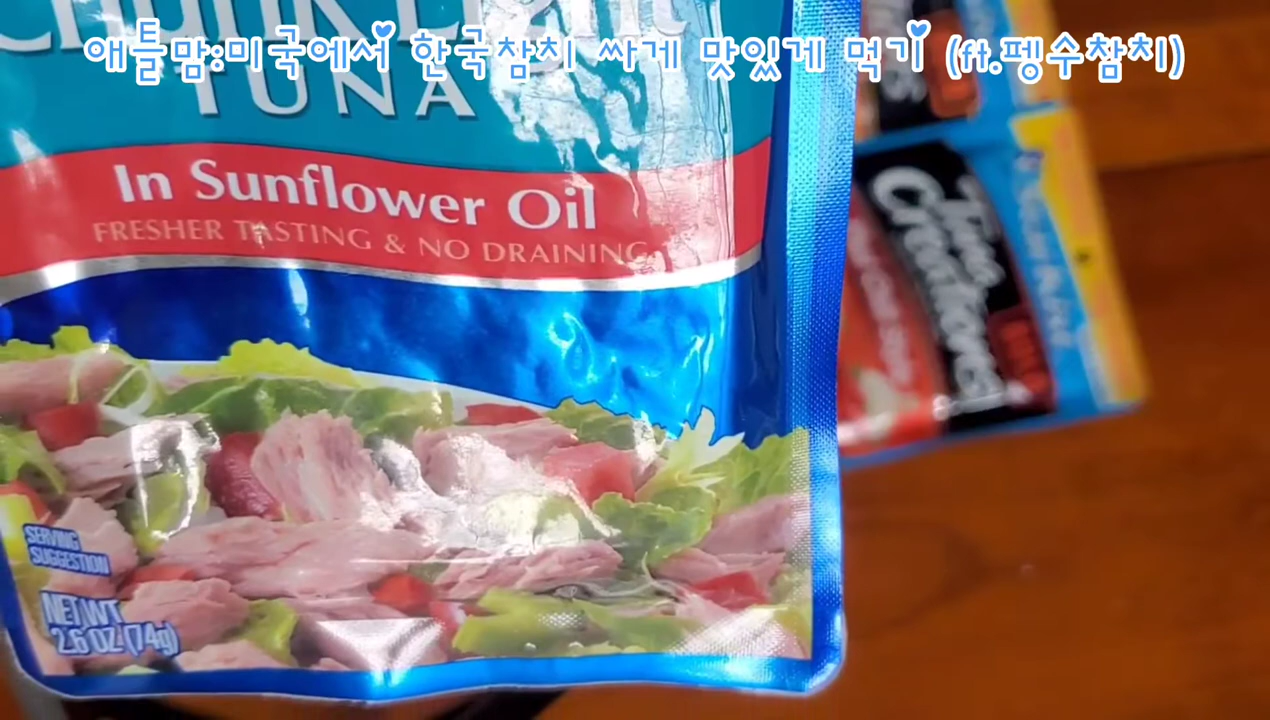 애틀맘:미국에서 한국참치 싸게 맛있게 먹기 (ft.펭수참치)
Chunk Light
TUNA
In Sunflower Oil
FRESHER TASTING & NO DRAINING
SERVING
SUGGESTION
NET WT
2.6 OZ (74g)
Tuna
Creations